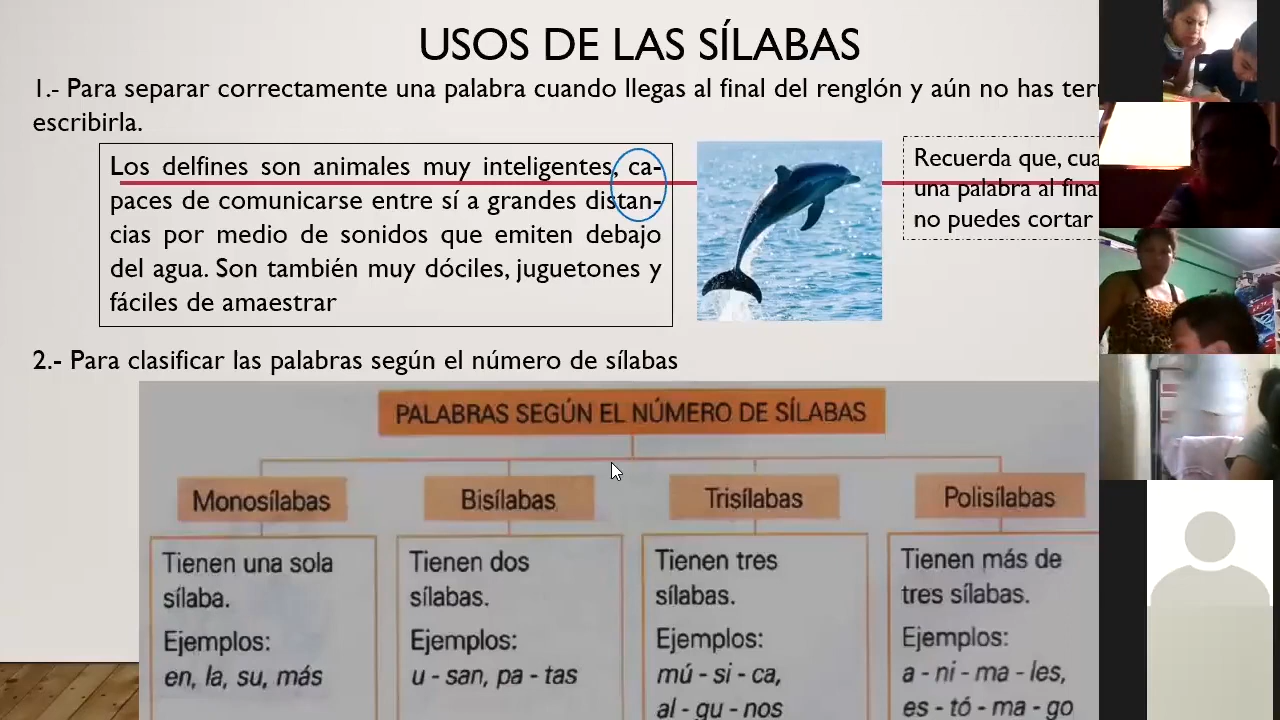 USOS DE LAS SÍLABAS
1.- Para separar correctamente una palabra cuando llegas al final del renglón y aún no has
escribirla.
Los delfines son animales muy inteligentes, ca-
paces de comunicarse entre sí a grandes distan-
cias por medio de sonidos que emiten debajo
del agua. Son también muy dóciles, juguetones y
fáciles de amaestrar
Recuerda que,
una palabra al
no puedes cortar
2.- Para clasificar las palabras según el número de sílabas
PALABRAS SEGÚN EL NÚMERO DE SÍLABAS
Monosílabas
Tienen una sola
sílaba.
Ejemplos:
en, la, su, más
Bisílabas
Tienen dos
sílabas.
Ejemplos:
u - san, pa - tas
Trisílabas
Tienen tres
sílabas.
Ejemplos:
mú - si - ca,
al - gu - nos
Polisílabas
Tienen más de
tres sílabas.
Ejemplos:
a - ni - ma - les,
es - tó - ma - go